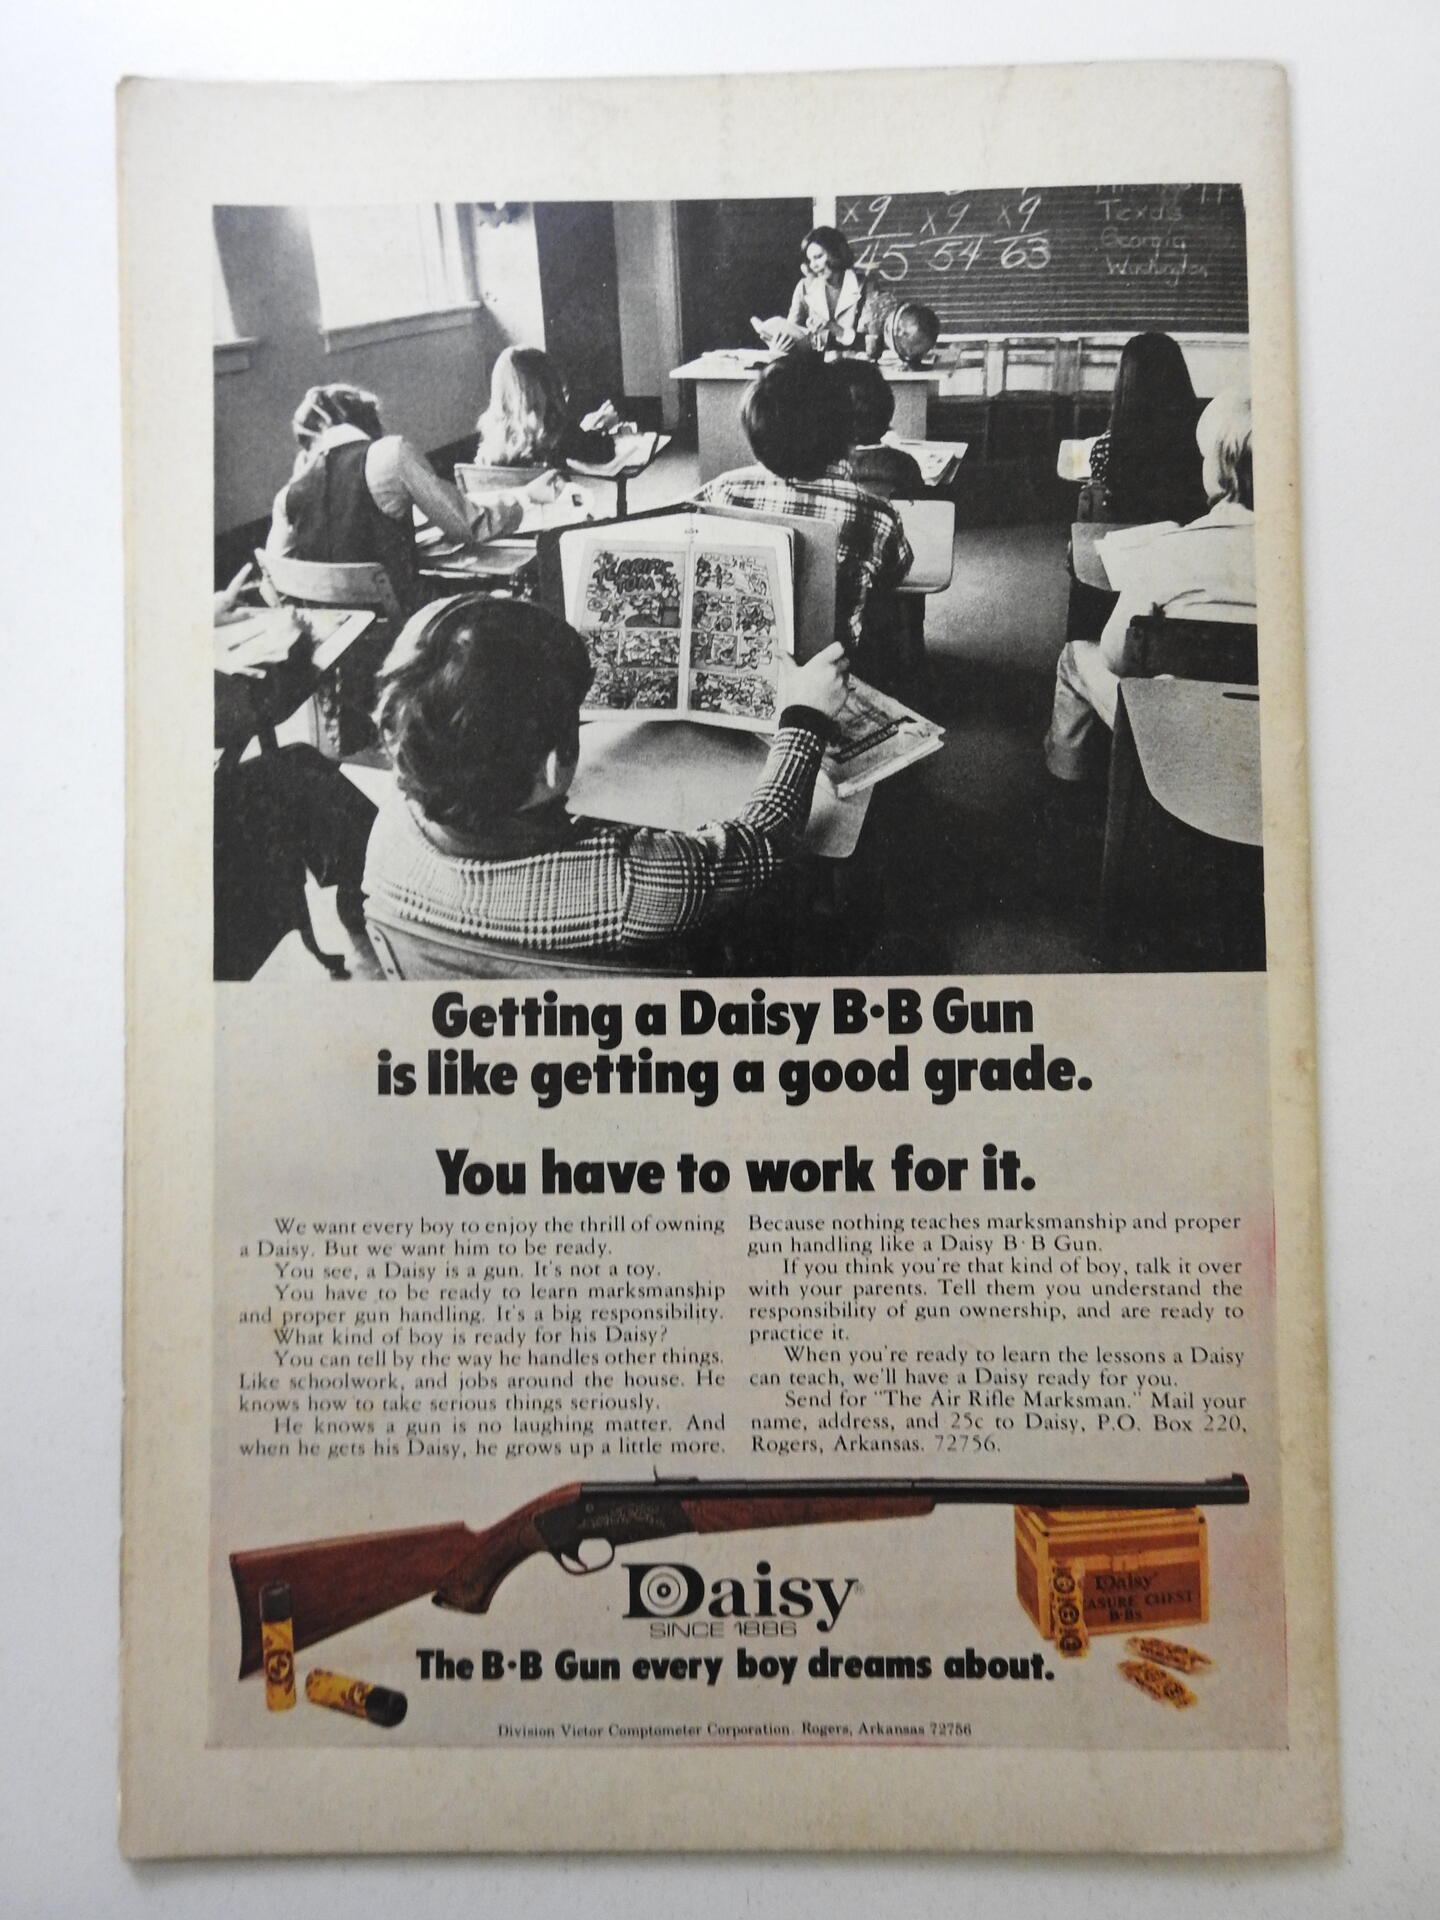 x9 x9 x9
45 54 63
Texas
Georgia
Washington
TERRIFIC
TOM
Getting a Daisy B·B Gun
is like getting a good grade.
You have to work for it.
We want every boy to enjoy the thrill of owning
a Daisy. But we want him to be ready.
You see, a Daisy is a gun. It's not a toy.
You have to be ready to learn marksmanship
and proper gun handling. It's a big responsibility.
What kind of boy is ready for his Daisy?
You can tell by the way he handles other things.
Like schoolwork, and jobs around the house. He
knows how to take serious things seriously.
He knows a gun is no laughing matter. And
when he gets his Daisy, he grows up a little more.
Because nothing teaches marksmanship and proper
gun handling like a Daisy B·B Gun.
If you think you're that kind of boy, talk it over
with your parents. Tell them you understand the
responsibility of gun ownership, and are ready to
practice it.
When you're ready to learn the lessons a Daisy
can teach, we'll have a Daisy ready for you.
Send for "The Air Rifle Marksman." Mail your
name, address, and 25c to Daisy, P.O. Box 220,
Rogers, Arkansas. 72756.
Daisy®
SINCE 1886
Daisy
ASURE CHEST
B·Bs
The B·B Gun every boy dreams about.
Division Victor Comptometer Corporation. Rogers, Arkansas 72756